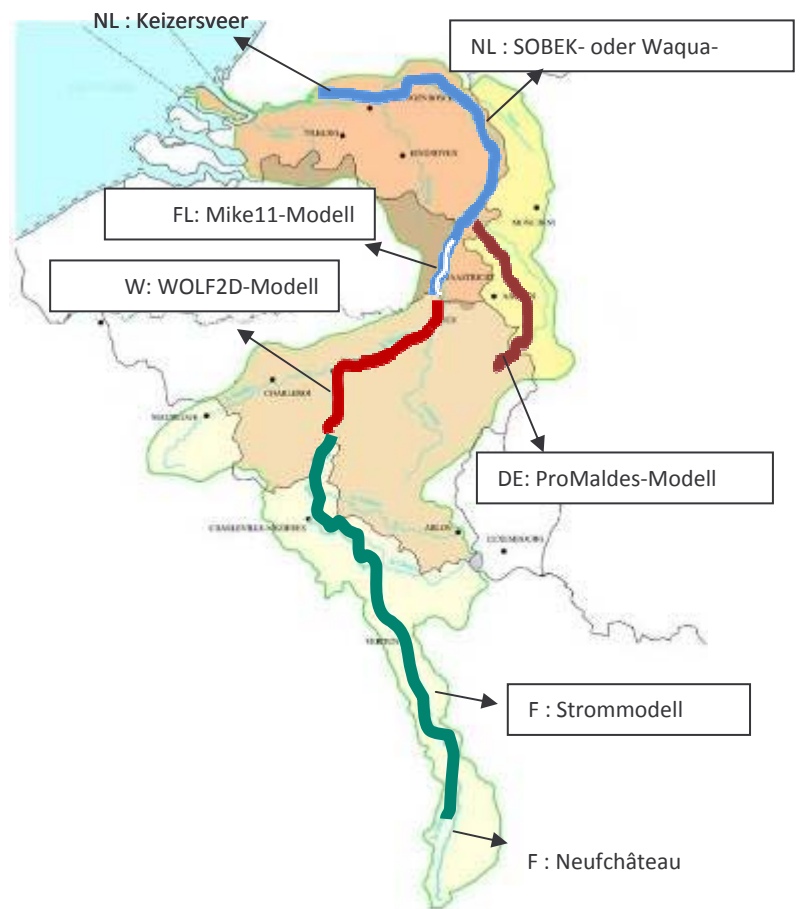 NL : Keizersveer
NL : SOBEK- oder Waqua-
FL: Mike11-Modell
W: WOLF2D-Modell
DE: ProMaldes-Modell
F : Strommodell
F : Neufchâteau